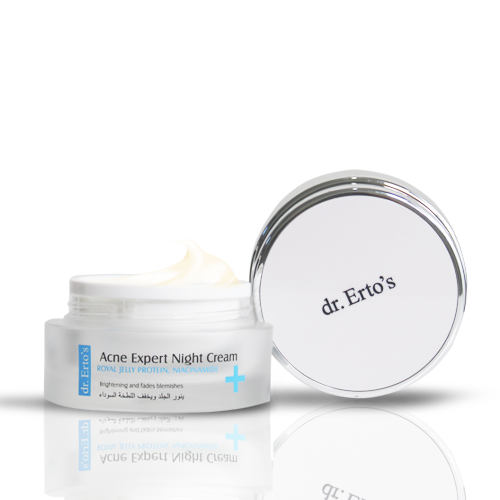 dr. Erto's
Acne Expert Night Cream
ROYAL JELLY PROTEIN, NIACINAMIDE
Brightening and fades blemishes
ينور الجلد ويخفف اللطخة السوداء
dr. Erto's